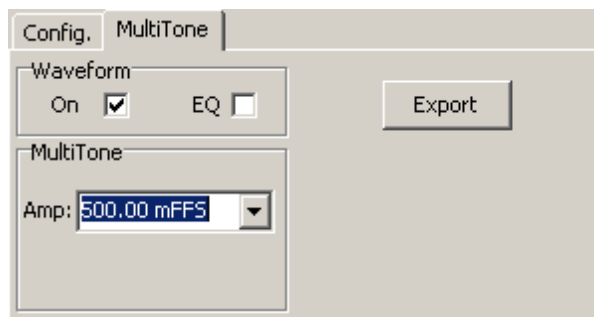 Config. MultiTone
Waveform
On EQ
Export
MultiTone
Amp: 500.00 mFFS